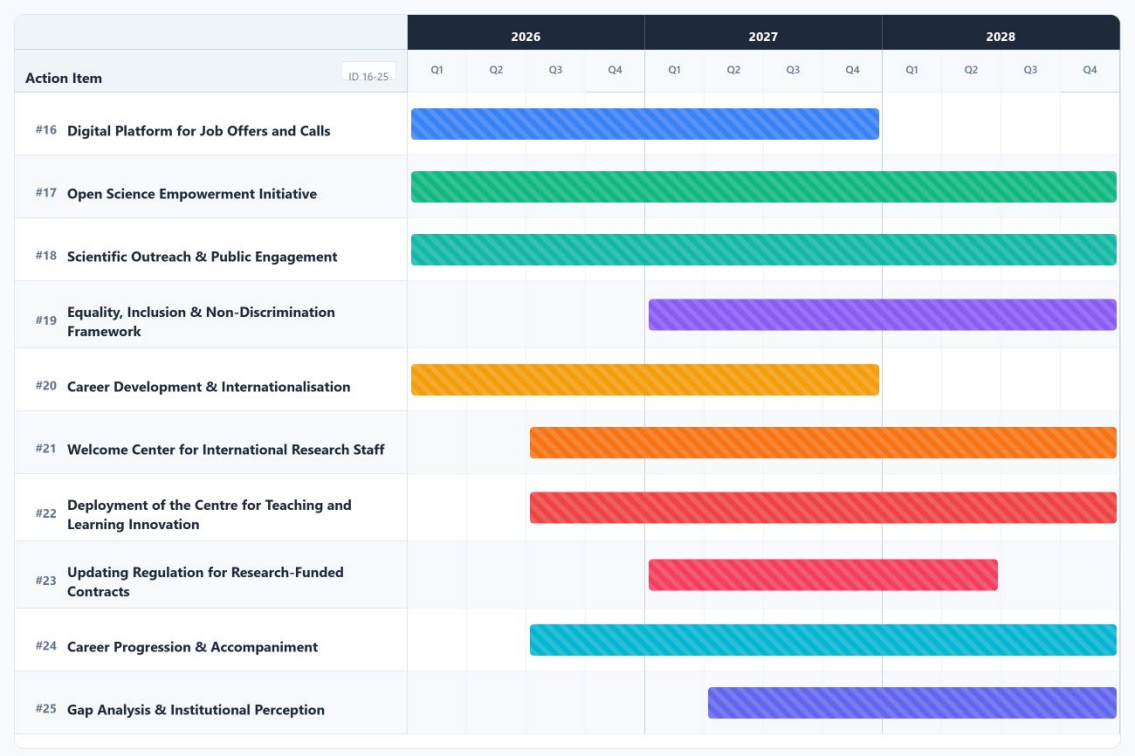 2026 2027 2028
Action Item ID 16-25 Q1 Q2 Q3 Q4 Q1 Q2 Q3 Q4 Q1 Q2 Q3 Q4
#16 Digital Platform for Job Offers and Calls
#17 Open Science Empowerment Initiative
#18 Scientific Outreach & Public Engagement
#19 Equality, Inclusion & Non-Discrimination
Framework
#20 Career Development & Internationalisation
#21 Welcome Center for International Research Staff
#22 Deployment of the Centre for Teaching and
Learning Innovation
#23 Updating Regulation for Research-Funded
Contracts
#24 Career Progression & Accompaniment
#25 Gap Analysis & Institutional Perception